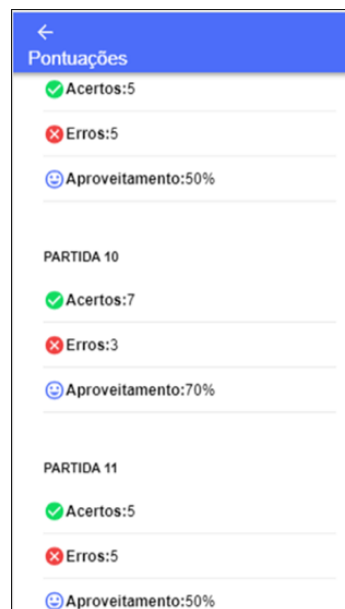 Pontuações
Acertos:5
Erros:5
Aproveitamento:50%
PARTIDA 10
Acertos:7
Erros:3
Aproveitamento:70%
PARTIDA 11
Acertos:5
Erros:5
Aproveitamento:50%